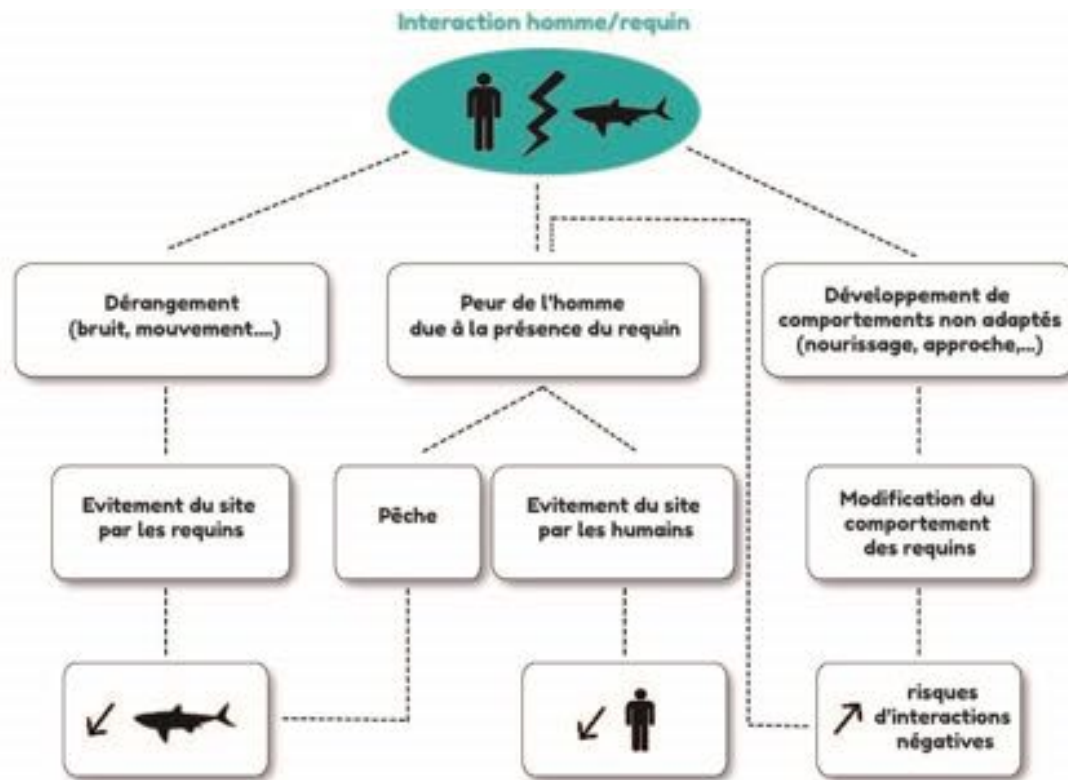 Interaction homme/requin
Dérangement
(bruit, mouvement....)
Peur de l'homme
due à la présence du requin
Développement de
comportements non adaptés
(nourissage, approche,...)
Evitement du site
par les requins
Pêche
Evitement du site
par les humains
Modification du
comportement
des requins
risques
d'interactions
négatives